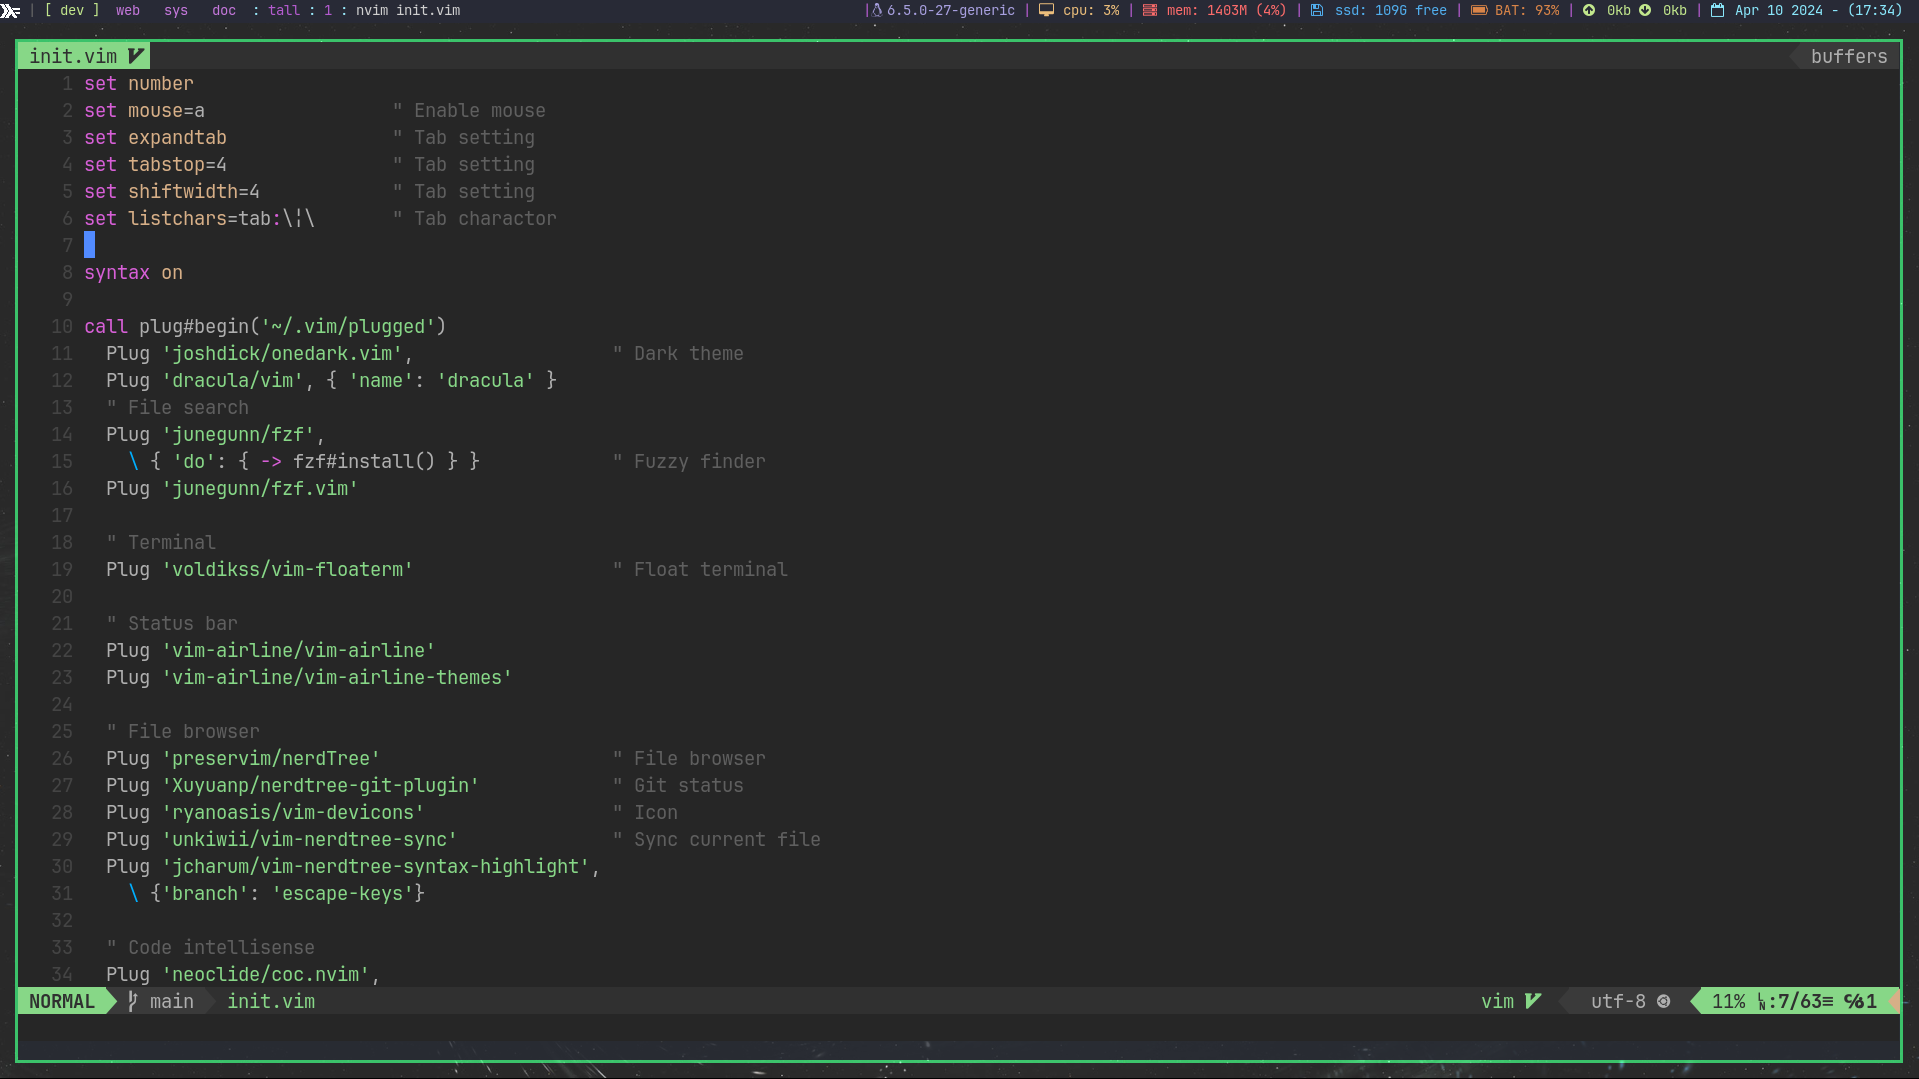 [ dev ] web sys doc : tall : 1 : nvim init.vim | 6.5.0-27-generic | cpu: 3% | mem: 1403M (4%) | ssd: 109G free | BAT: 93% | 0kb 0kb | Apr 10 2024 - (17:34)
init.vim buffers
1 set number
2 set mouse=a " Enable mouse
3 set expandtab " Tab setting
4 set tabstop=4 " Tab setting
5 set shiftwidth=4 " Tab setting
6 set listchars=tab:\¦\ " Tab charactor
7
8 syntax on
9
10 call plug#begin('~/.vim/plugged')
11 Plug 'joshdick/onedark.vim', " Dark theme
12 Plug 'dracula/vim', { 'name': 'dracula' }
13 " File search
14 Plug 'junegunn/fzf',
15 \ { 'do': { -> fzf#install() } } " Fuzzy finder
16 Plug 'junegunn/fzf.vim'
17
18 " Terminal
19 Plug 'voldikss/vim-floaterm' " Float terminal
20
21 " Status bar
22 Plug 'vim-airline/vim-airline'
23 Plug 'vim-airline/vim-airline-themes'
24
25 " File browser
26 Plug 'preservim/nerdTree' " File browser
27 Plug 'Xuyuanp/nerdtree-git-plugin' " Git status
28 Plug 'ryanoasis/vim-devicons' " Icon
29 Plug 'unkiwii/vim-nerdtree-sync' " Sync current file
30 Plug 'jcharum/vim-nerdtree-syntax-highlight',
31 \ {'branch': 'escape-keys'}
32
33 " Code intellisense
34 Plug 'neoclide/coc.nvim',
NORMAL main init.vim vim utf-8 11% ␊:7/63≡ ℅1